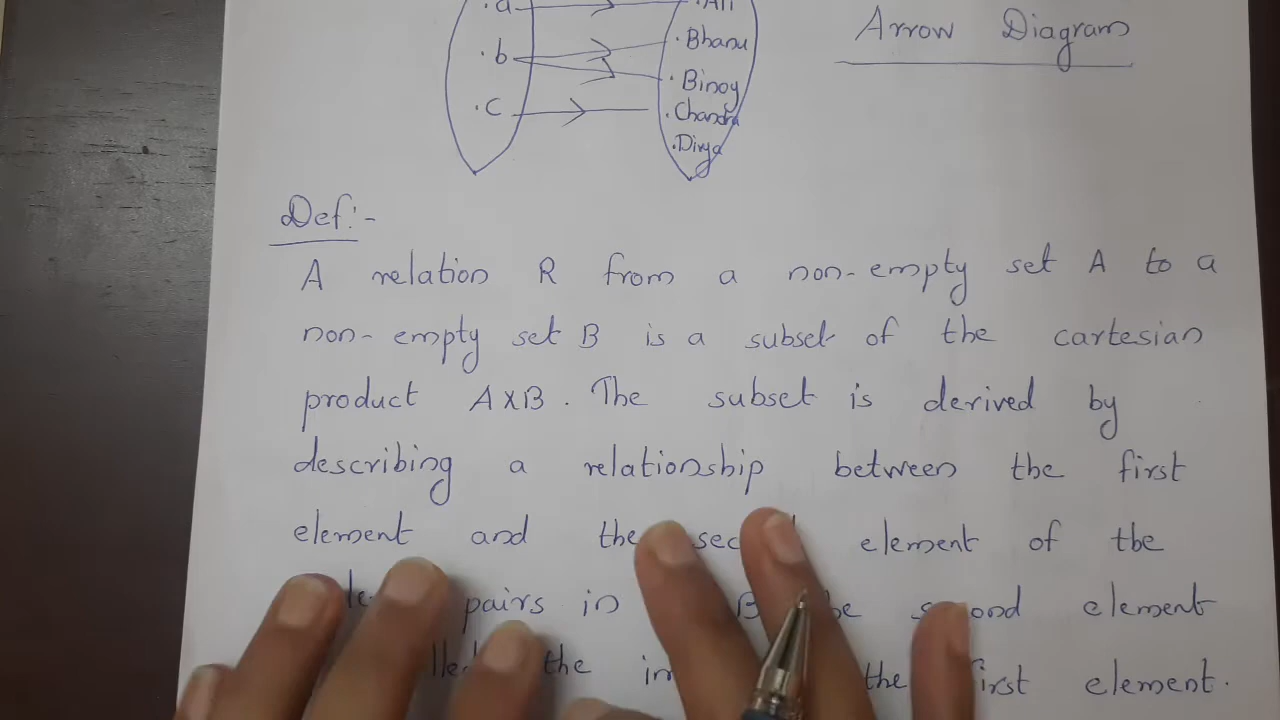 .a
.Ali
Arrow Diagram
.b
.Bhanu
.Binoy
.c
.Chandra
.Divya
Def:-
A relation R from a non-empty set A to a
non-empty set B is a subset of the cartesian
product AxB. The subset is derived by
describing a relationship between the first
element and the element of the
pairs in B second element
the the first element.